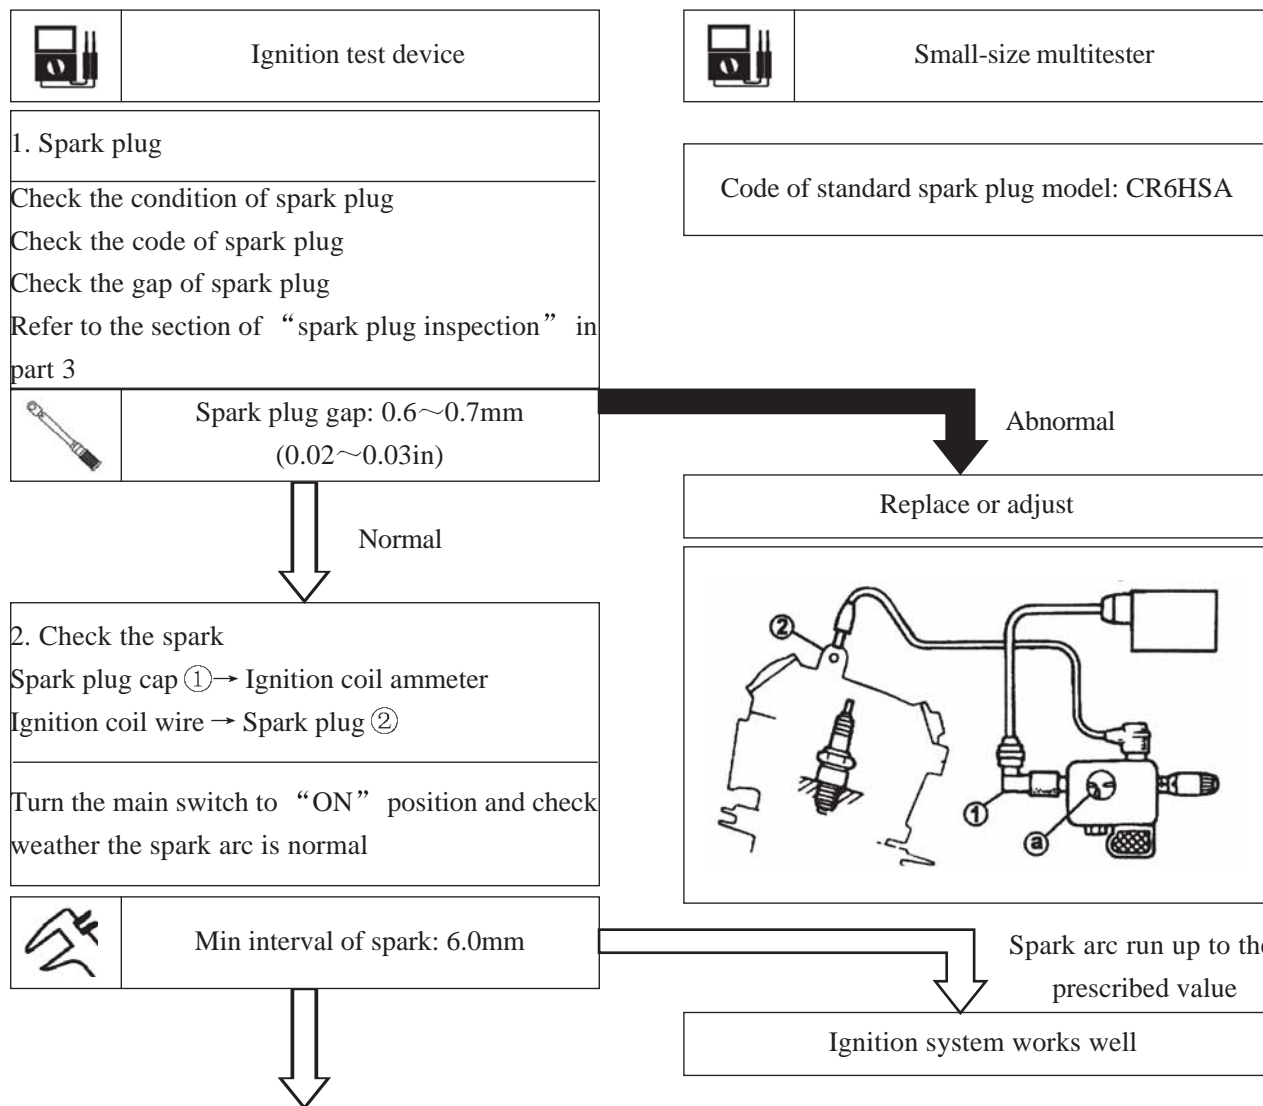 Ignition test device
Small-size multitester
1. Spark plug
Check the condition of spark plug
Check the code of spark plug
Check the gap of spark plug
Refer to the section of “spark plug inspection” in
part 3
Code of standard spark plug model: CR6HSA
Spark plug gap: 0.6～0.7mm
(0.02～0.03in)
Abnormal
Replace or adjust
Normal
2. Check the spark
Spark plug cap ①→ Ignition coil ammeter
Ignition coil wire → Spark plug ②
Turn the main switch to “ON” position and check
weather the spark arc is normal
②
①
ⓐ
Min interval of spark: 6.0mm
Spark arc run up to the
prescribed value
Ignition system works well